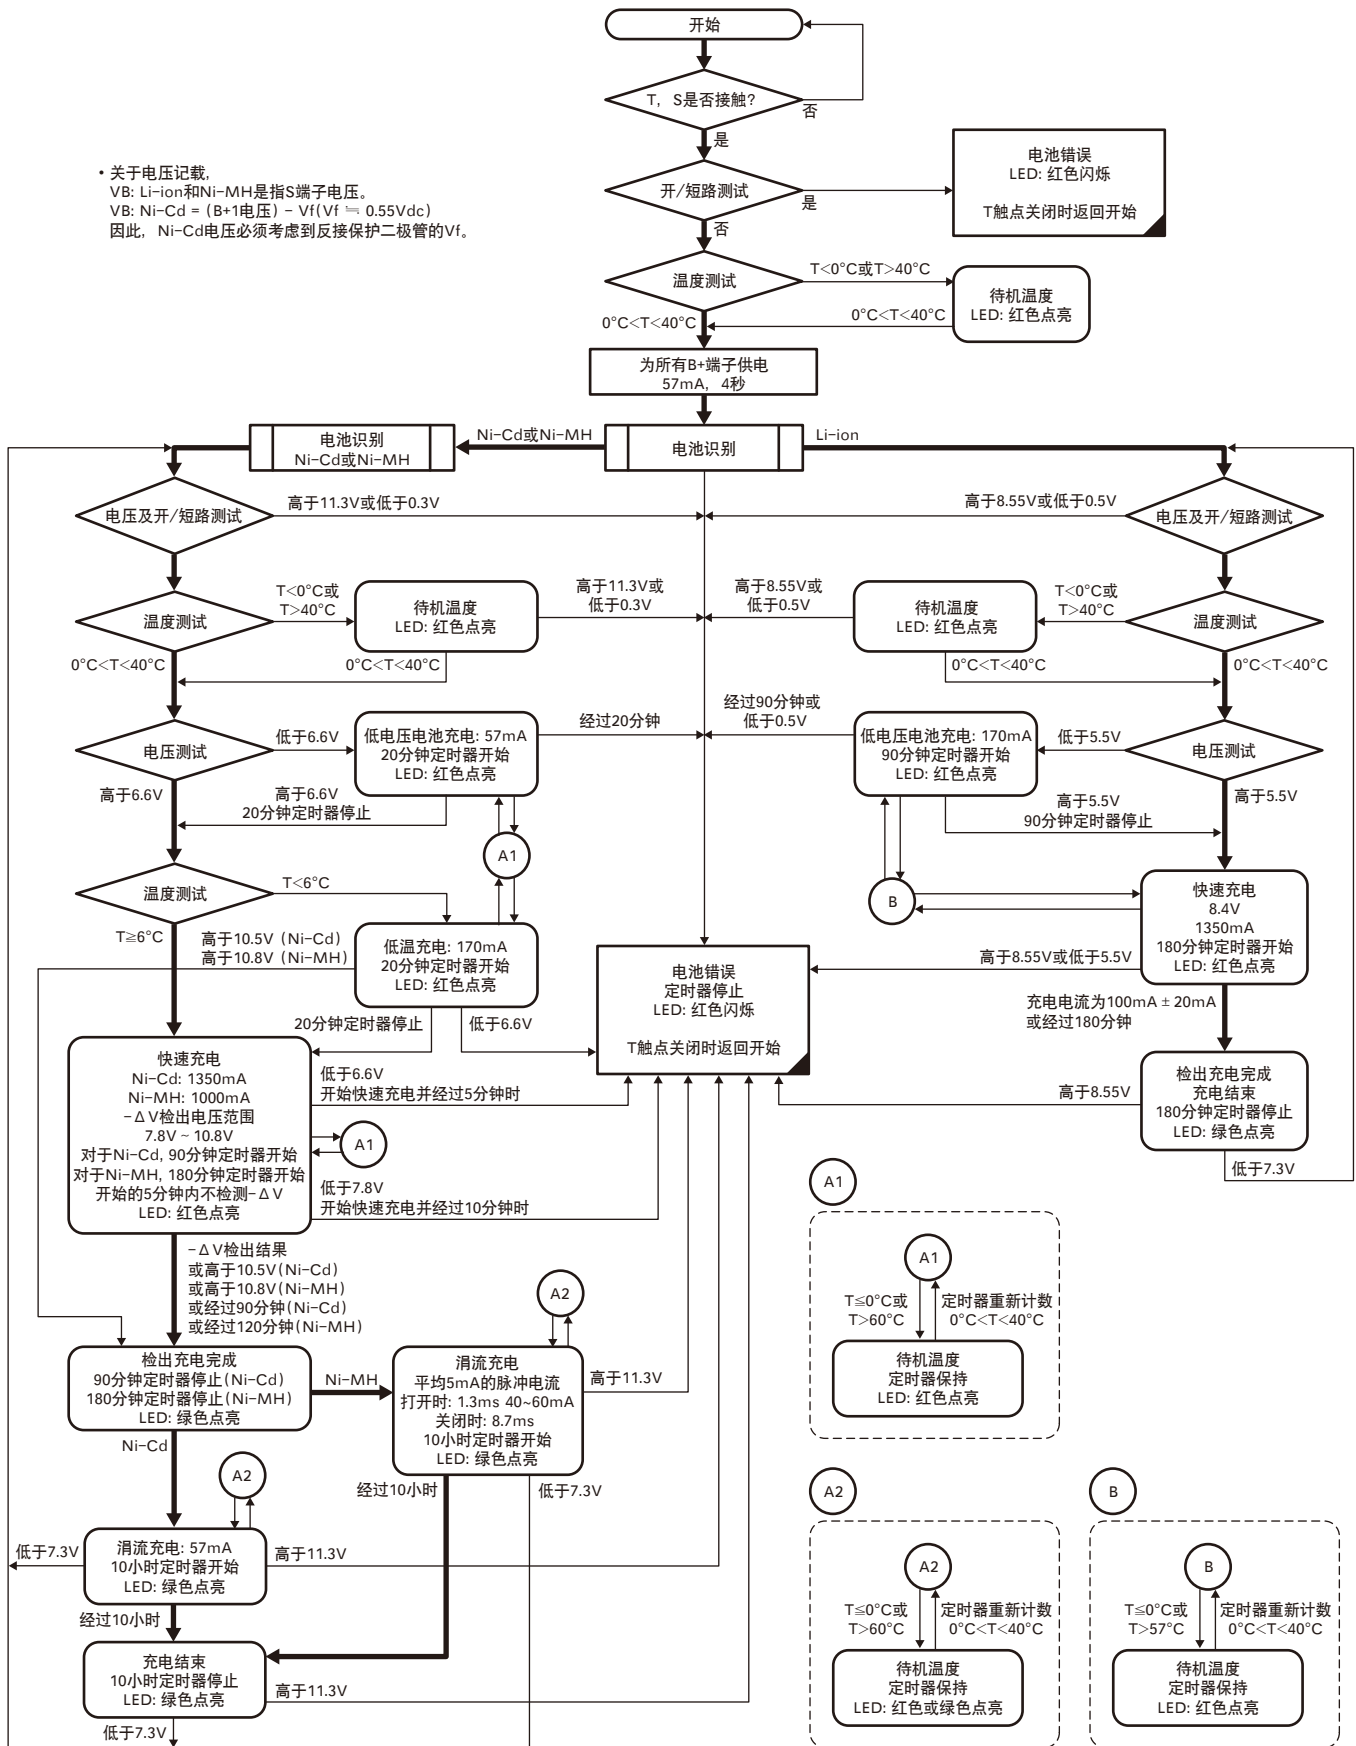 开始
T，S是否接触?
否
是
• 关于电压记载,
VB: Li-ion和Ni-MH是指S端子电压。
VB: Ni-Cd = (B+1电压) - Vf(Vf ≒ 0.55Vdc)
因此, Ni-Cd电压必须考虑到反接保护二极管的Vf。
电池错误
LED: 红色闪烁
T触点关闭时返回开始
开/短路测试
是
否
温度测试
T<0°C或T>40°C
待机温度
LED: 红色点亮
0°C<T<40°C
0°C<T<40°C
为所有B+端子供电
57mA，4秒
电池识别
Ni-Cd或Ni-MH
Ni-Cd或Ni-MH
电池识别
Li-ion
电压及开/短路测试
高于11.3V或低于0.3V
高于8.55V或低于0.5V
电压及开/短路测试
温度测试
T<0°C或
T>40°C
待机温度
LED: 红色点亮
高于11.3V或
低于0.3V
高于8.55V或
低于0.5V
待机温度
LED: 红色点亮
T<0°C或
T>40°C
温度测试
0°C<T<40°C
0°C<T<40°C
0°C<T<40°C
0°C<T<40°C
电压测试
低于6.6V
低电压电池充电: 57mA
20分钟定时器开始
LED: 红色点亮
经过20分钟
经过90分钟或
低于0.5V
低电压电池充电: 170mA
90分钟定时器开始
LED: 红色点亮
低于5.5V
电压测试
高于6.6V
高于6.6V
20分钟定时器停止
高于5.5V
90分钟定时器停止
高于5.5V
A1
温度测试
T<6°C
T≧6°C
B
快速充电
8.4V
1350mA
180分钟定时器开始
LED: 红色点亮
高于10.5V (Ni-Cd)
高于10.8V (Ni-MH)
低温充电: 170mA
20分钟定时器开始
LED: 红色点亮
电池错误
定时器停止
LED: 红色闪烁
T触点关闭时返回开始
高于8.55V或低于5.5V
充电电流为100mA ± 20mA
或经过180分钟
20分钟定时器停止
低于6.6V
快速充电
Ni-Cd: 1350mA
Ni-MH: 1000mA
-ΔV检出电压范围
7.8V ~ 10.8V
对于Ni-Cd, 90分钟定时器开始
对于Ni-MH, 180分钟定时器开始
开始的5分钟内不检测-ΔV
LED: 红色点亮
低于6.6V
开始快速充电并经过5分钟时
A1
低于7.8V
开始快速充电并经过10分钟时
高于8.55V
检出充电完成
充电结束
180分钟定时器停止
LED: 绿色点亮
低于7.3V
-ΔV检出结果
或高于10.5V(Ni-Cd)
或高于10.8V(Ni-MH)
或经过90分钟(Ni-Cd)
或经过120分钟(Ni-MH)
A2
检出充电完成
90分钟定时器停止(Ni-Cd)
180分钟定时器停止(Ni-MH)
LED: 绿色点亮
Ni-MH
涓流充电
平均5mA的脉冲电流
打开时: 1.3ms 40~60mA
关闭时: 8.7ms
10小时定时器开始
LED: 绿色点亮
高于11.3V
Ni-Cd
A2
经过10小时
低于7.3V
低于7.3V
涓流充电: 57mA
10小时定时器开始
LED: 绿色点亮
高于11.3V
经过10小时
充电结束
10小时定时器停止
LED: 绿色点亮
高于11.3V
低于7.3V
A1
A1
T≦0°C或
T>60°C
定时器重新计数
0°C<T<40°C
待机温度
定时器保持
LED: 红色点亮
A2
A2
T≦0°C或
T>60°C
定时器重新计数
0°C<T<40°C
待机温度
定时器保持
LED: 红色或绿色点亮
B
B
T≦0°C或
T>57°C
定时器重新计数
0°C<T<40°C
待机温度
定时器保持
LED: 红色点亮